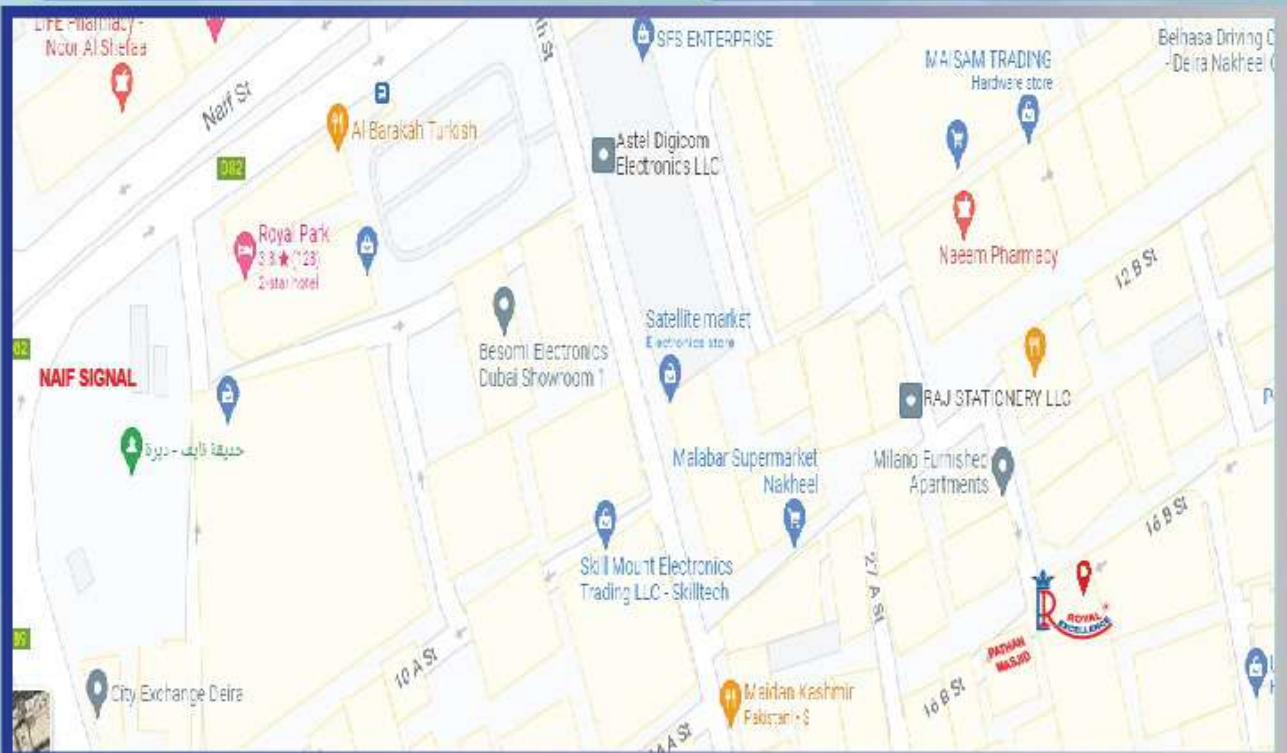 LIFE Pharmacy -
Noor Al Shefaa
Naif St
SFS ENTERPRISE
MAISAM TRADING
Hardware store
Belhasa Driving C
- Deira Nakheel
Al Barakah Turkish
Astel Digicom
Electronics LLC
D82
Royal Park
3.8★(128)
2-star hotel
Naeem Pharmacy
12 B St
Satellite market
Electronics store
Besomi Electronics
Dubai Showroom 1
NAIF SIGNAL
RAJ STATIONERY LLC
حديقة نايف - ديرة
Malabar Supermarket
Nakheel
Milano Furnished
Apartments
16 B St
Skill Mount Electronics
Trading LLC - Skilltech
27 A St
ROYAL
EXCELLENCE
PATHAN
MASJID
10 A St
16 B St
City Exchange Deira
Maidan Kashmir
Pakistani • $